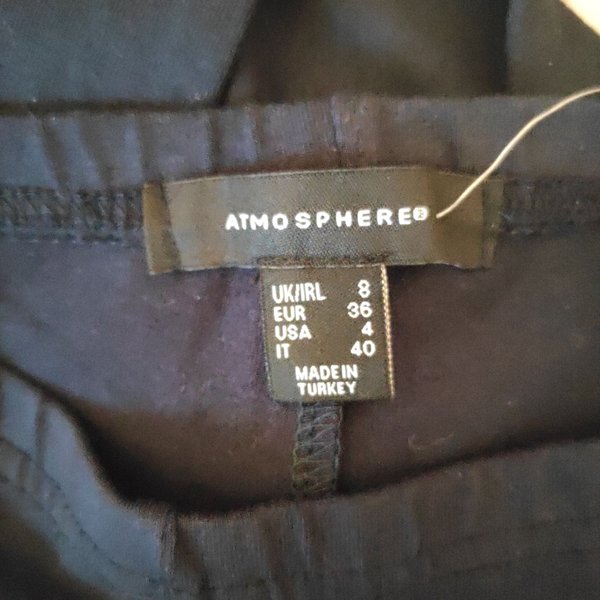 ATMOSPHERE
UK/IRL 8
EUR 36
USA 4
IT 40
MADE IN
TURKEY